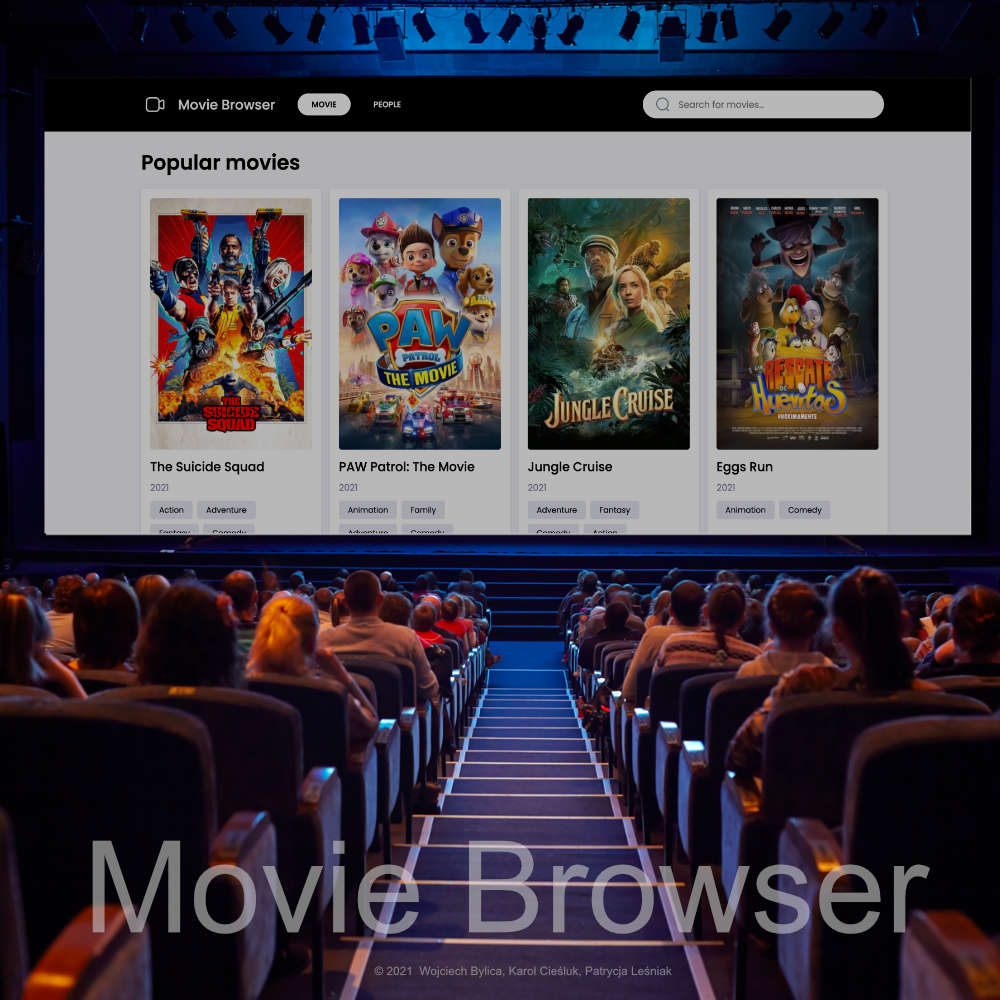 Movie Browser
MOVIE
PEOPLE
Search for movies...
Popular movies
THE SUICIDE SQUAD
PAW PATROL THE MOVIE
JUNGLE CRUISE
RESCATE DE Huevitos
PRÓXIMAMENTE
The Suicide Squad
PAW Patrol: The Movie
Jungle Cruise
Eggs Run
2021
2021
2021
2021
Action
Adventure
Animation
Family
Adventure
Fantasy
Animation
Comedy
Fantasy
Comedy
Adventure
Comedy
Comedy
Action
Movie Browser
© 2021 Wojciech Bylica, Karol Cieśluk, Patrycja Leśniak